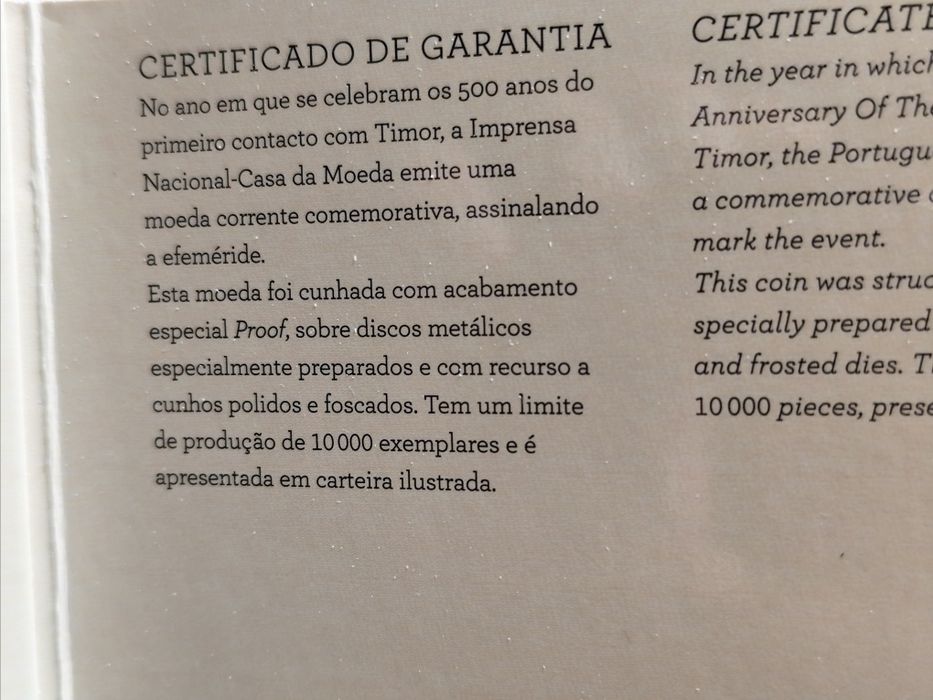 CERTIFICADO DE GARANTIA
No ano em que se celebram os 500 anos do
primeiro contacto com Timor, a Imprensa
Nacional-Casa da Moeda emite uma
moeda corrente comemorativa, assinalando
a efeméride.
Esta moeda foi cunhada com acabamento
especial Proof, sobre discos metálicos
especialmente preparados e com recurso a
cunhos polidos e foscados. Tem um limite
de produção de 10 000 exemplares e é
apresentada em carteira ilustrada.
CERTIFICATE
In the year in which
Anniversary Of The
Timor, the Portugu
a commemorative
mark the event.
This coin was struc
specially prepared
and frosted dies. T
10 000 pieces, prese